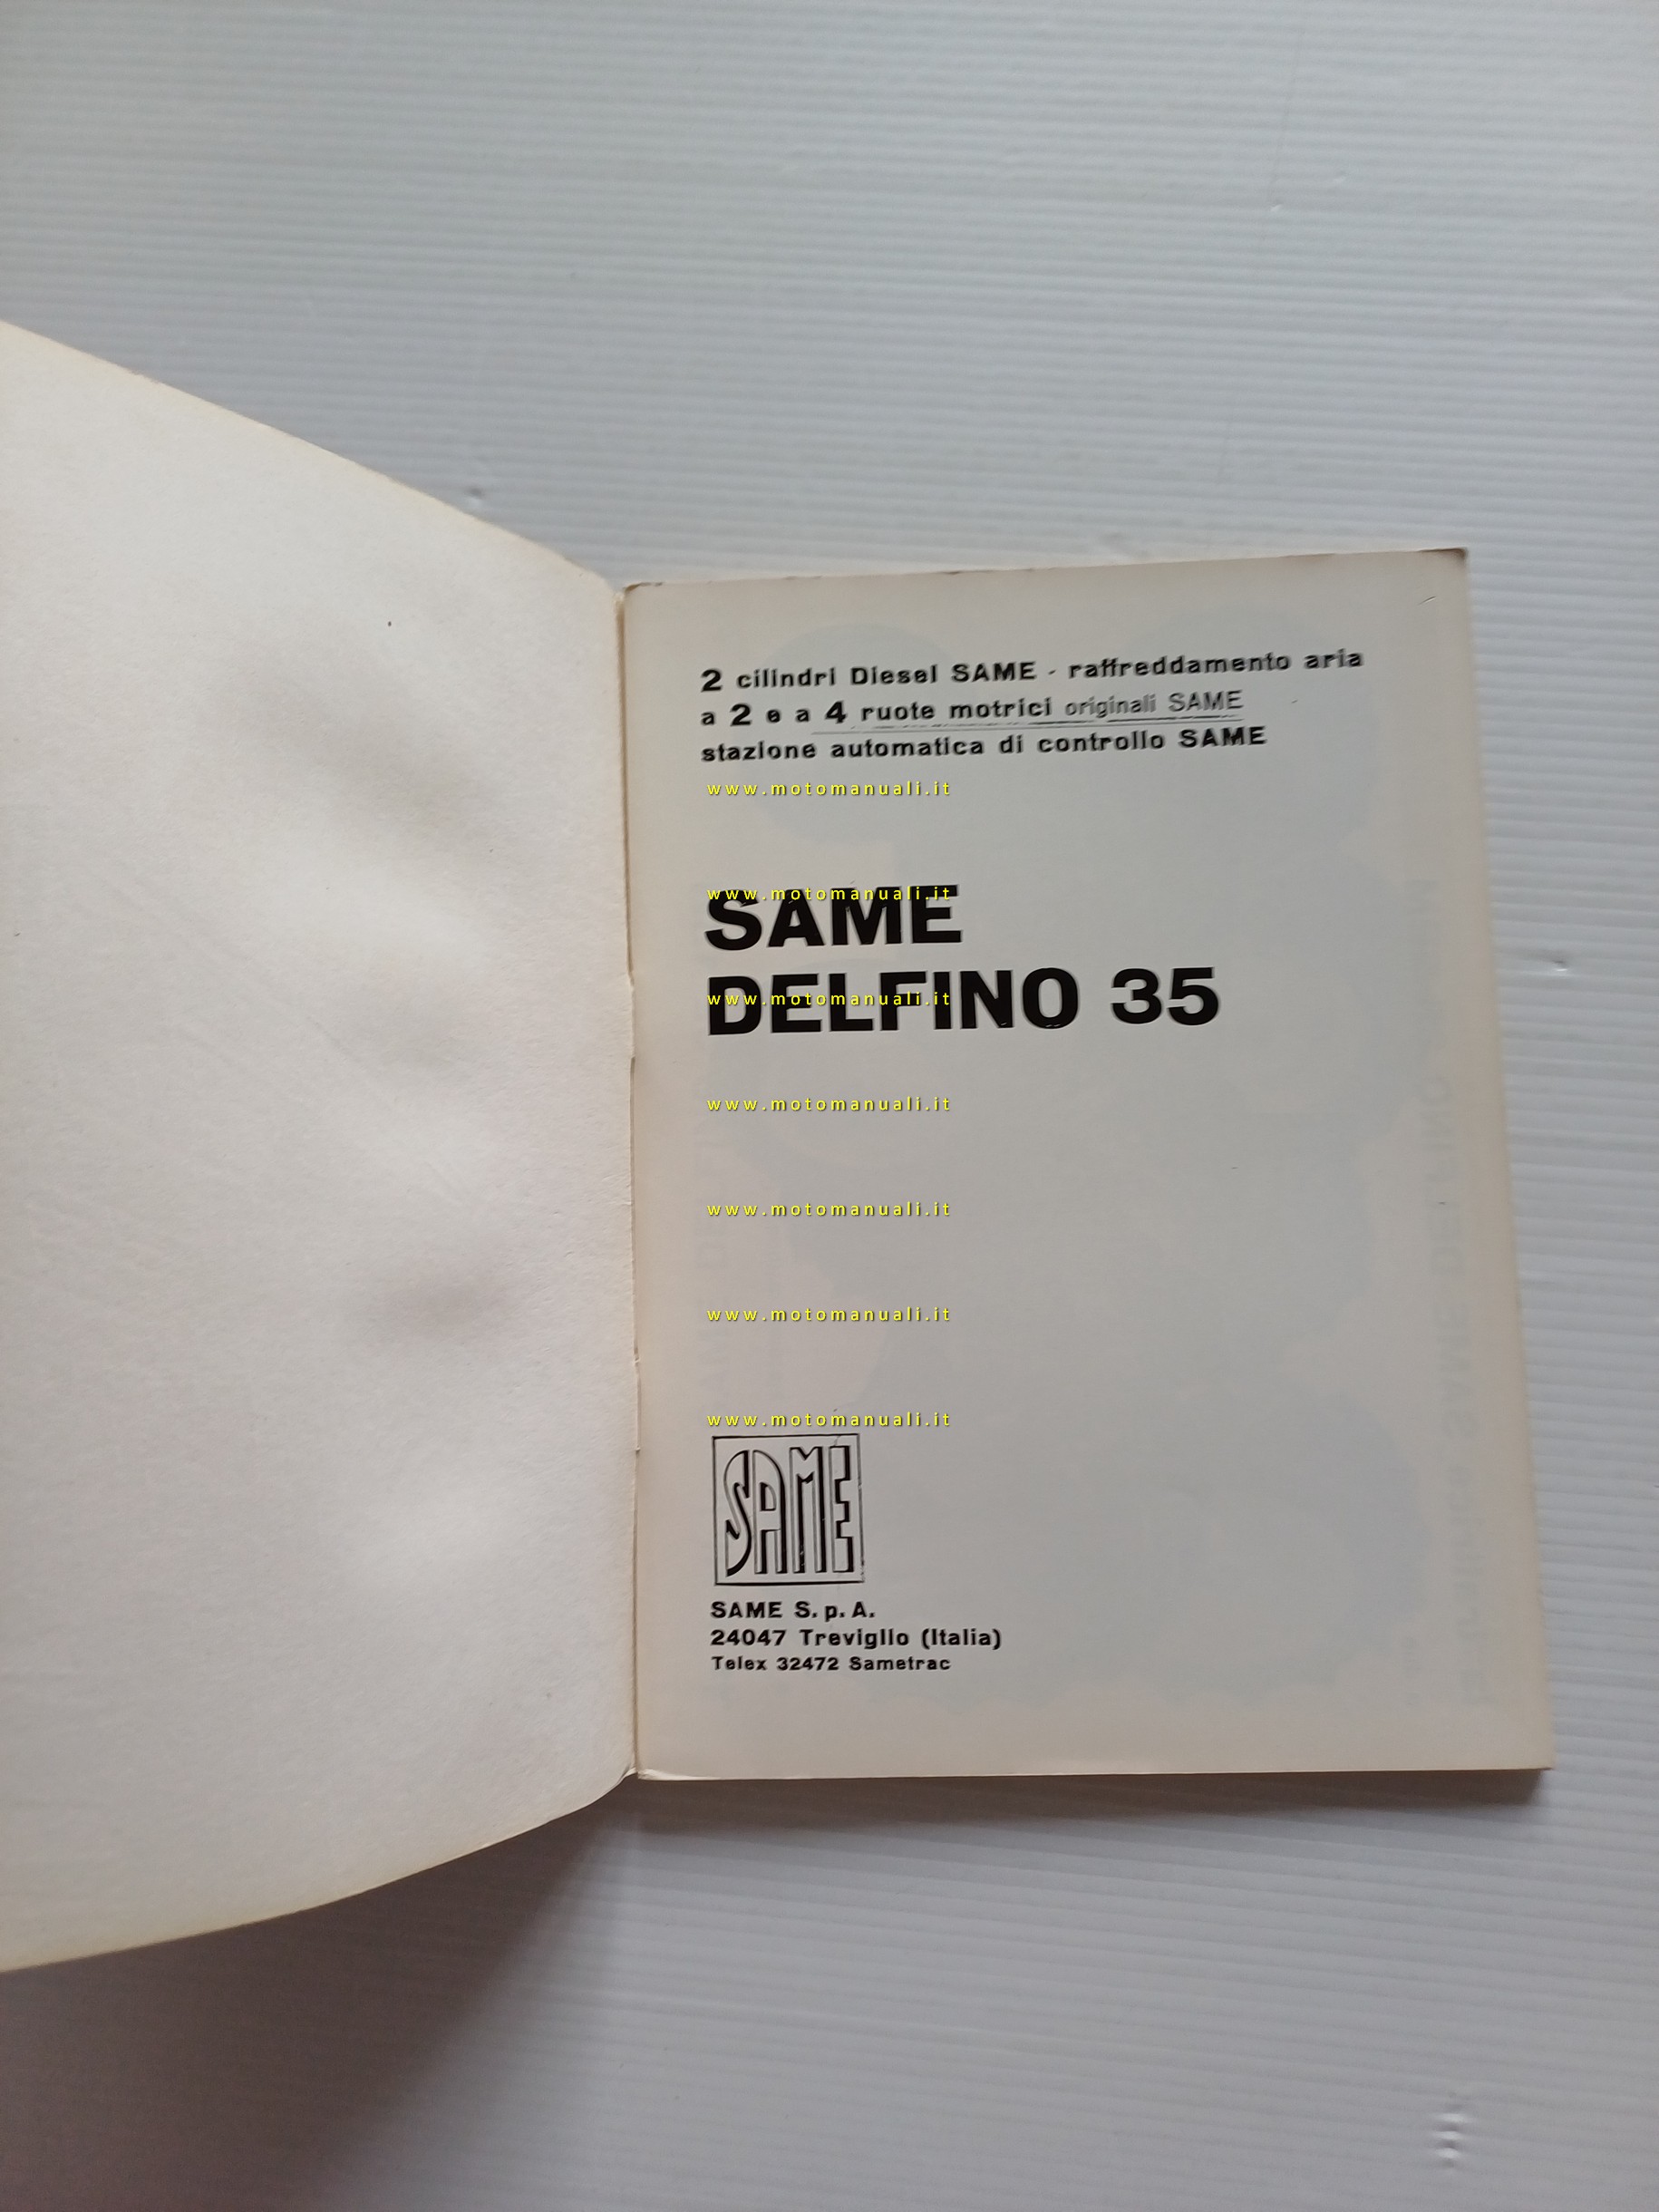 2 cilindri Diesel SAME - raffreddamento aria
a 2 e a 4 ruote motrici originali SAME
stazione automatica di controllo SAME
www.motomanuali.it
www.motomanuali.it
SAME
www.motomanuali.it
DELFINO 35
www.motomanuali.it
www.motomanuali.it
www.motomanuali.it
www.motomanuali.it
SAME
SAME S.p.A.
24047 Treviglio (Italia)
Telex 32472 Sametrac